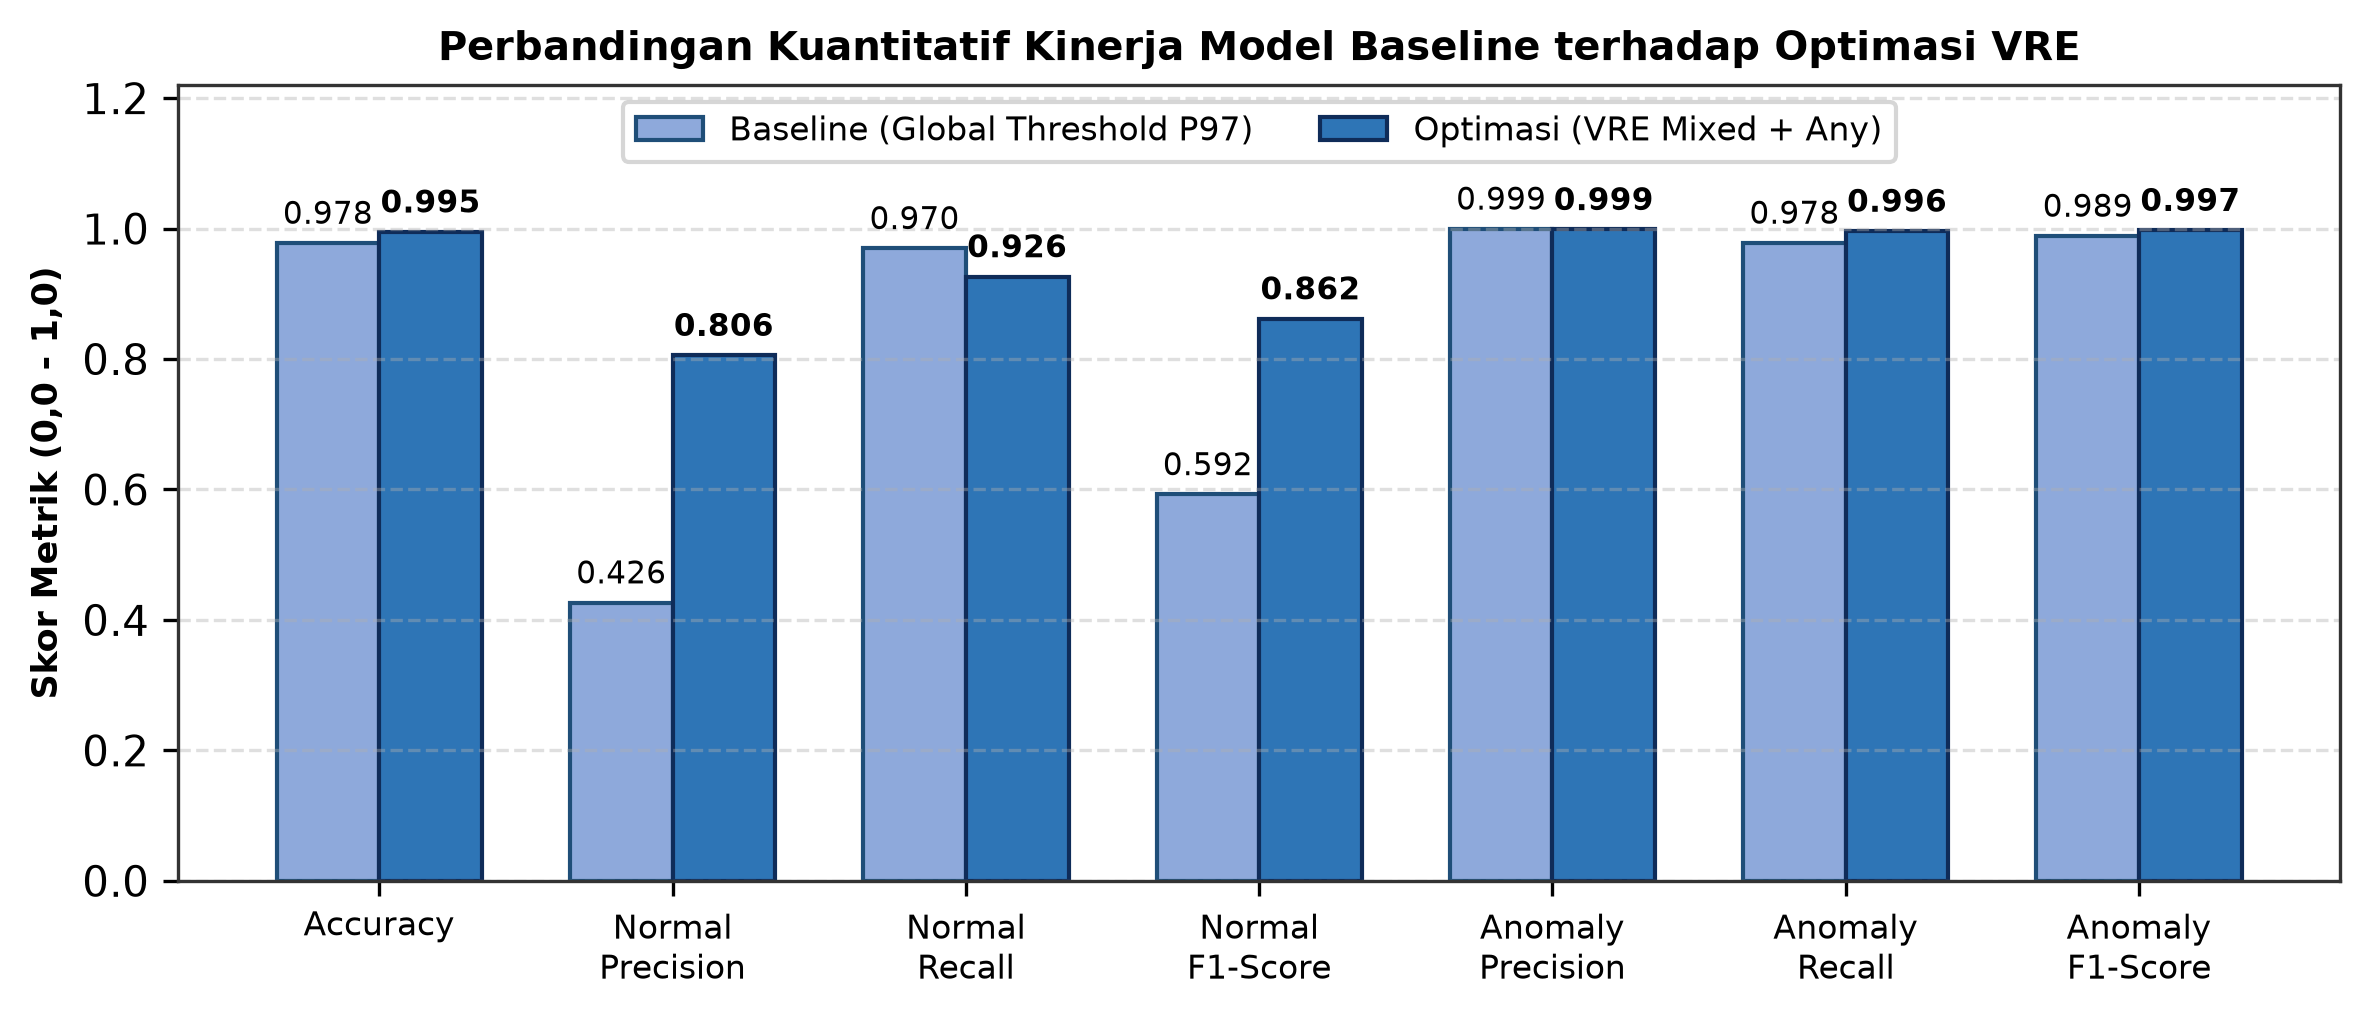 Perbandingan Kuantitatif Kinerja Model Baseline terhadap Optimasi VRE
Skor Metrik (0,0 - 1,0)
1.2
1.0
0.8
0.6
0.4
0.2
0.0
Baseline (Global Threshold P97)
Optimasi (VRE Mixed + Any)
0.978
0.995
0.426
0.806
0.970
0.926
0.592
0.862
0.999
0.999
0.978
0.996
0.989
0.997
Accuracy
Normal
Precision
Normal
Recall
Normal
F1-Score
Anomaly
Precision
Anomaly
Recall
Anomaly
F1-Score